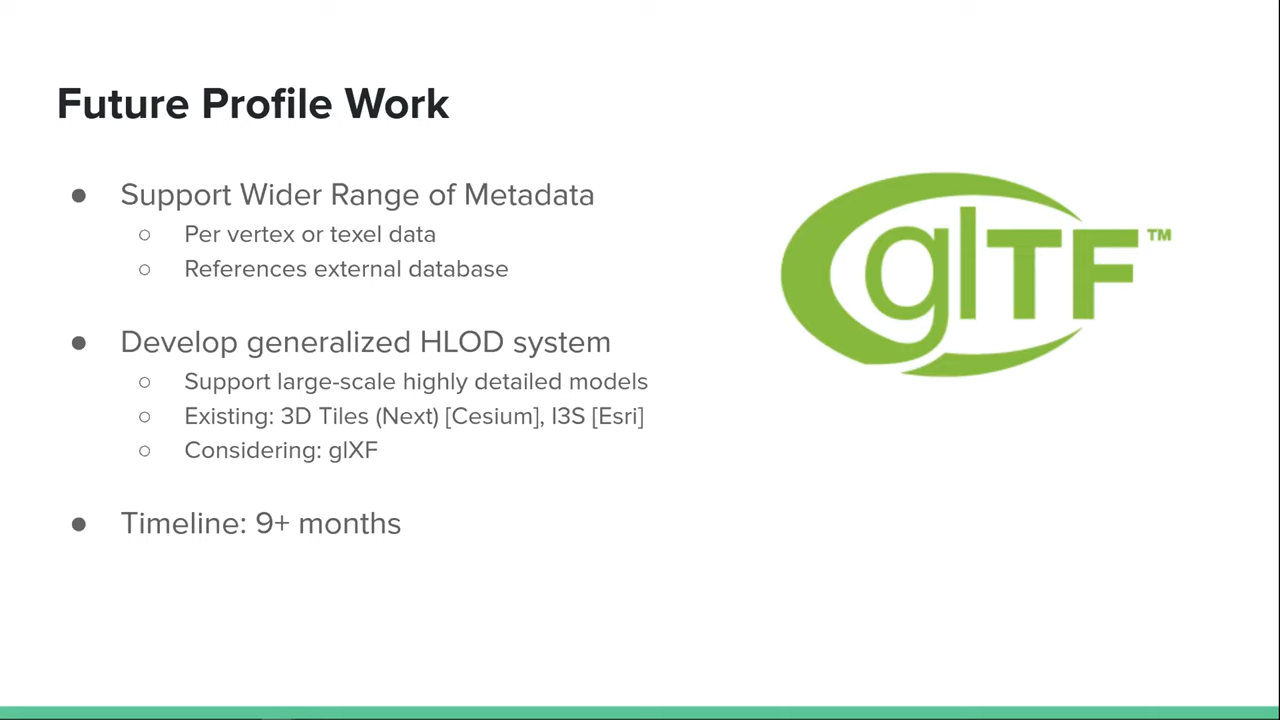 Future Profile Work
● Support Wider Range of Metadata
○ Per vertex or texel data
○ References external database
● Develop generalized HLOD system
○ Support large-scale highly detailed models
○ Existing: 3D Tiles (Next) [Cesium], I3S [Esri]
○ Considering: glXF
● Timeline: 9+ months
glTF™